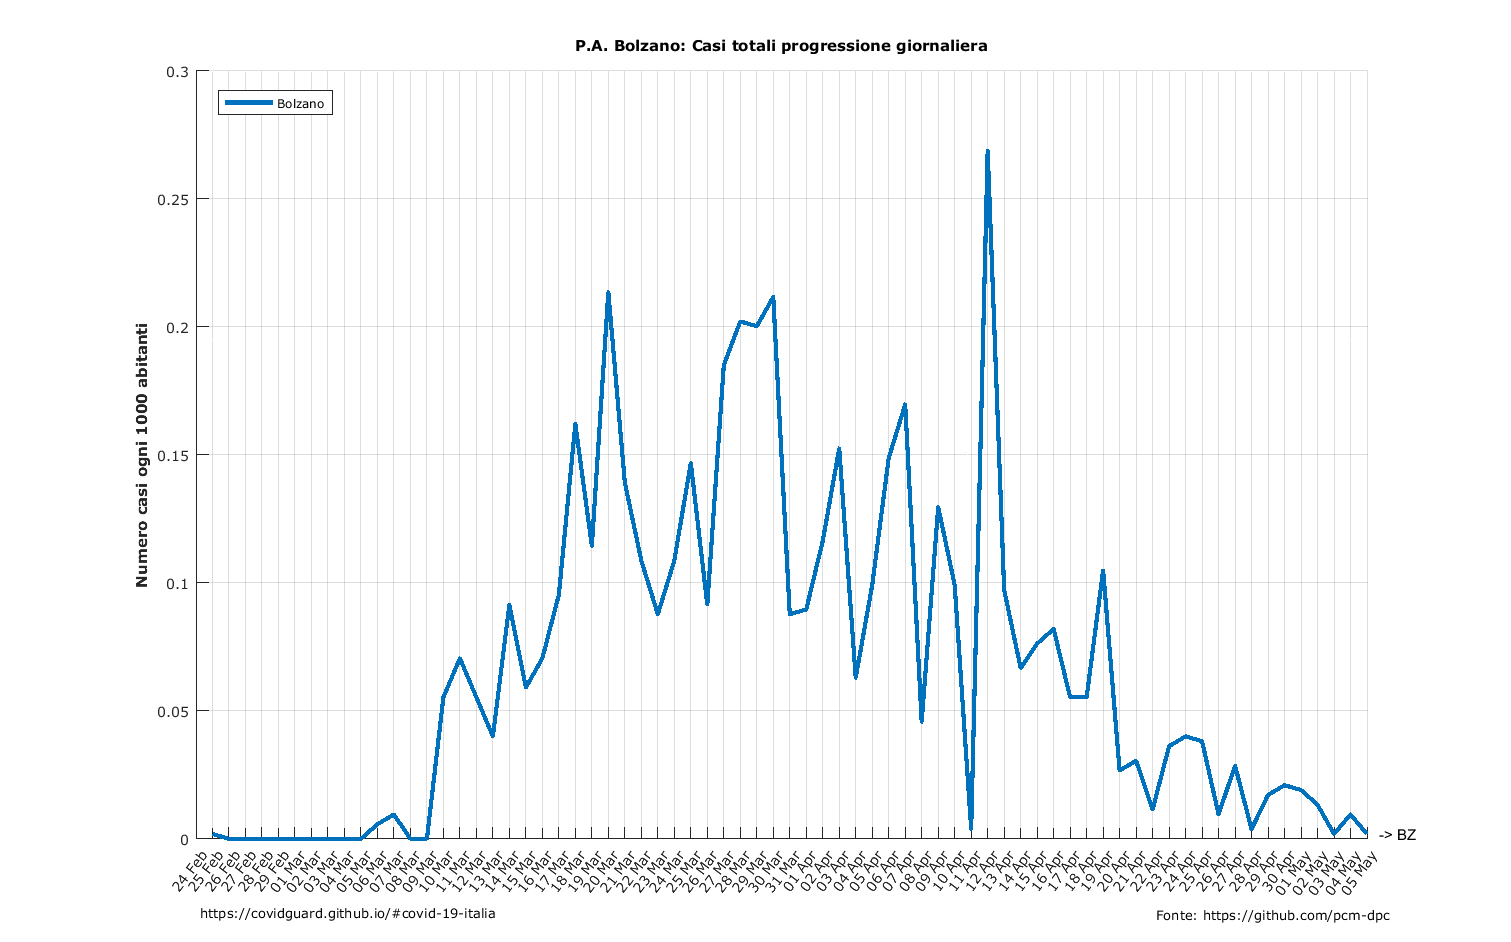 P.A. Bolzano: Casi totali progressione giornaliera
Bolzano
Numero casi ogni 1000 abitanti
0.3
0.25
0.2
0.15
0.1
0.05
0
24 Feb
25 Feb
26 Feb
27 Feb
28 Feb
29 Feb
01 Mar
02 Mar
03 Mar
04 Mar
05 Mar
06 Mar
07 Mar
08 Mar
09 Mar
10 Mar
11 Mar
12 Mar
13 Mar
14 Mar
15 Mar
16 Mar
17 Mar
18 Mar
19 Mar
20 Mar
21 Mar
22 Mar
23 Mar
24 Mar
25 Mar
26 Mar
27 Mar
28 Mar
29 Mar
30 Mar
31 Mar
01 Apr
02 Apr
03 Apr
04 Apr
05 Apr
06 Apr
07 Apr
08 Apr
09 Apr
10 Apr
11 Apr
12 Apr
13 Apr
14 Apr
15 Apr
16 Apr
17 Apr
18 Apr
19 Apr
20 Apr
21 Apr
22 Apr
23 Apr
24 Apr
25 Apr
26 Apr
27 Apr
28 Apr
29 Apr
30 Apr
01 May
02 May
03 May
04 May
05 May
-> BZ
https://covidguard.github.io/#covid-19-italia
Fonte: https://github.com/pcm-dpc